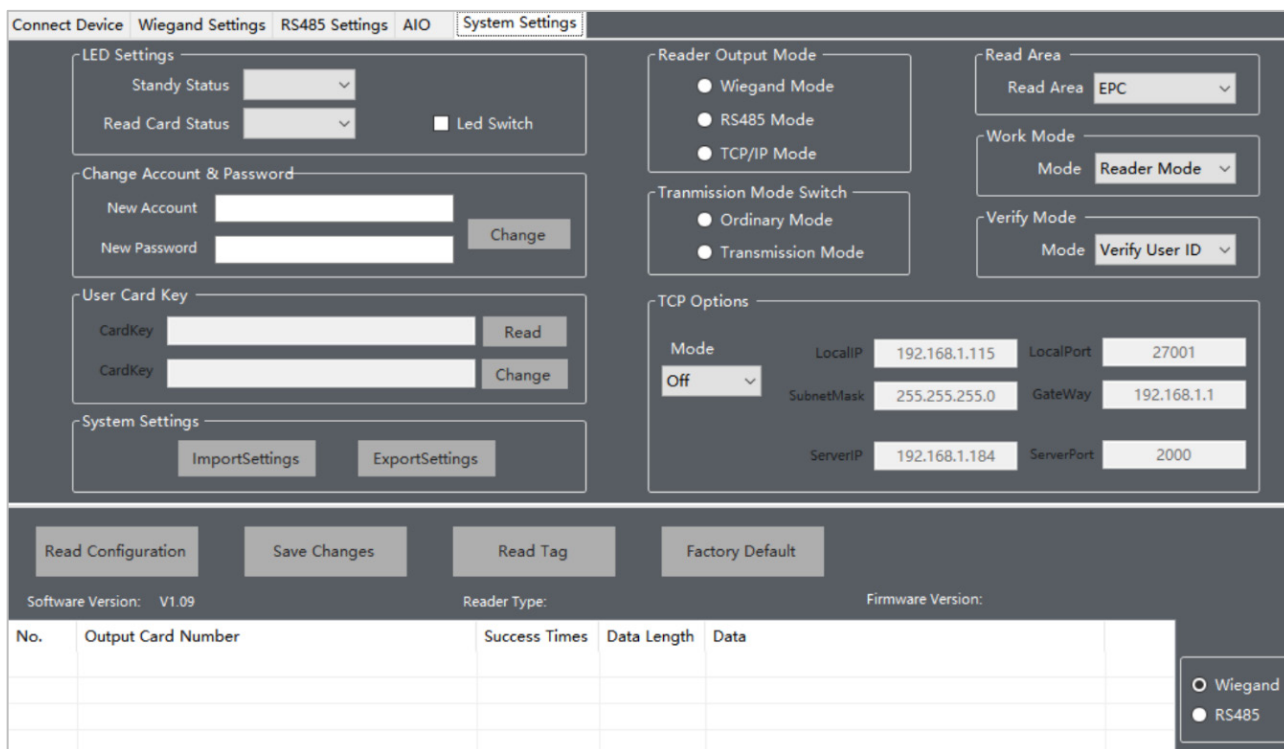 Connect Device Wiegand Settings RS485 Settings AIO System Settings
LED Settings
Standy Status
Read Card Status
Led Switch
Change Account & Password
New Account
New Password
Change
User Card Key
CardKey
Read
CardKey
Change
System Settings
ImportSettings ExportSettings
Reader Output Mode
Wiegand Mode
RS485 Mode
TCP/IP Mode
Tranmission Mode Switch
Ordinary Mode
Transmission Mode
Read Area
Read Area EPC
Work Mode
Mode Reader Mode
Verify Mode
Mode Verify User ID
TCP Options
Mode
Off
LocalIP 192.168.1.115 LocalPort 27001
SubnetMask 255.255.255.0 GateWay 192.168.1.1
ServerIP 192.168.1.184 ServerPort 2000
Read Configuration Save Changes Read Tag Factory Default
Software Version: V1.09 Reader Type: Firmware Version:
No. Output Card Number Success Times Data Length Data
Wiegand
RS485